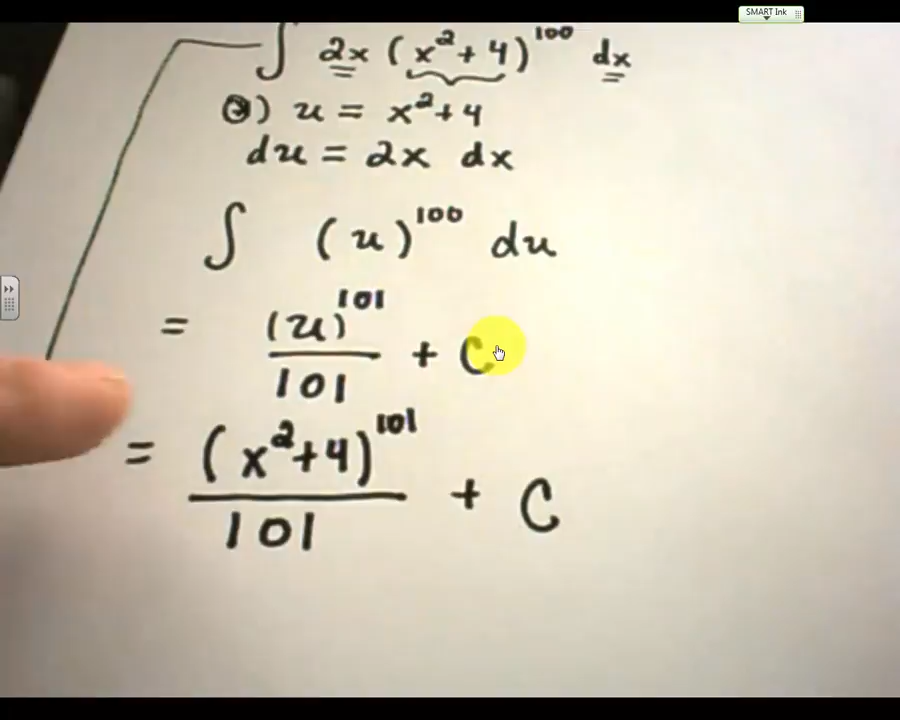 SMART Ink
∫ 2x (x²+4)¹⁰⁰ dx
) u = x²+4
du = 2x dx
∫ (u)¹⁰⁰ du
= (u)¹⁰¹/101 + C
= (x²+4)¹⁰¹/101 + C